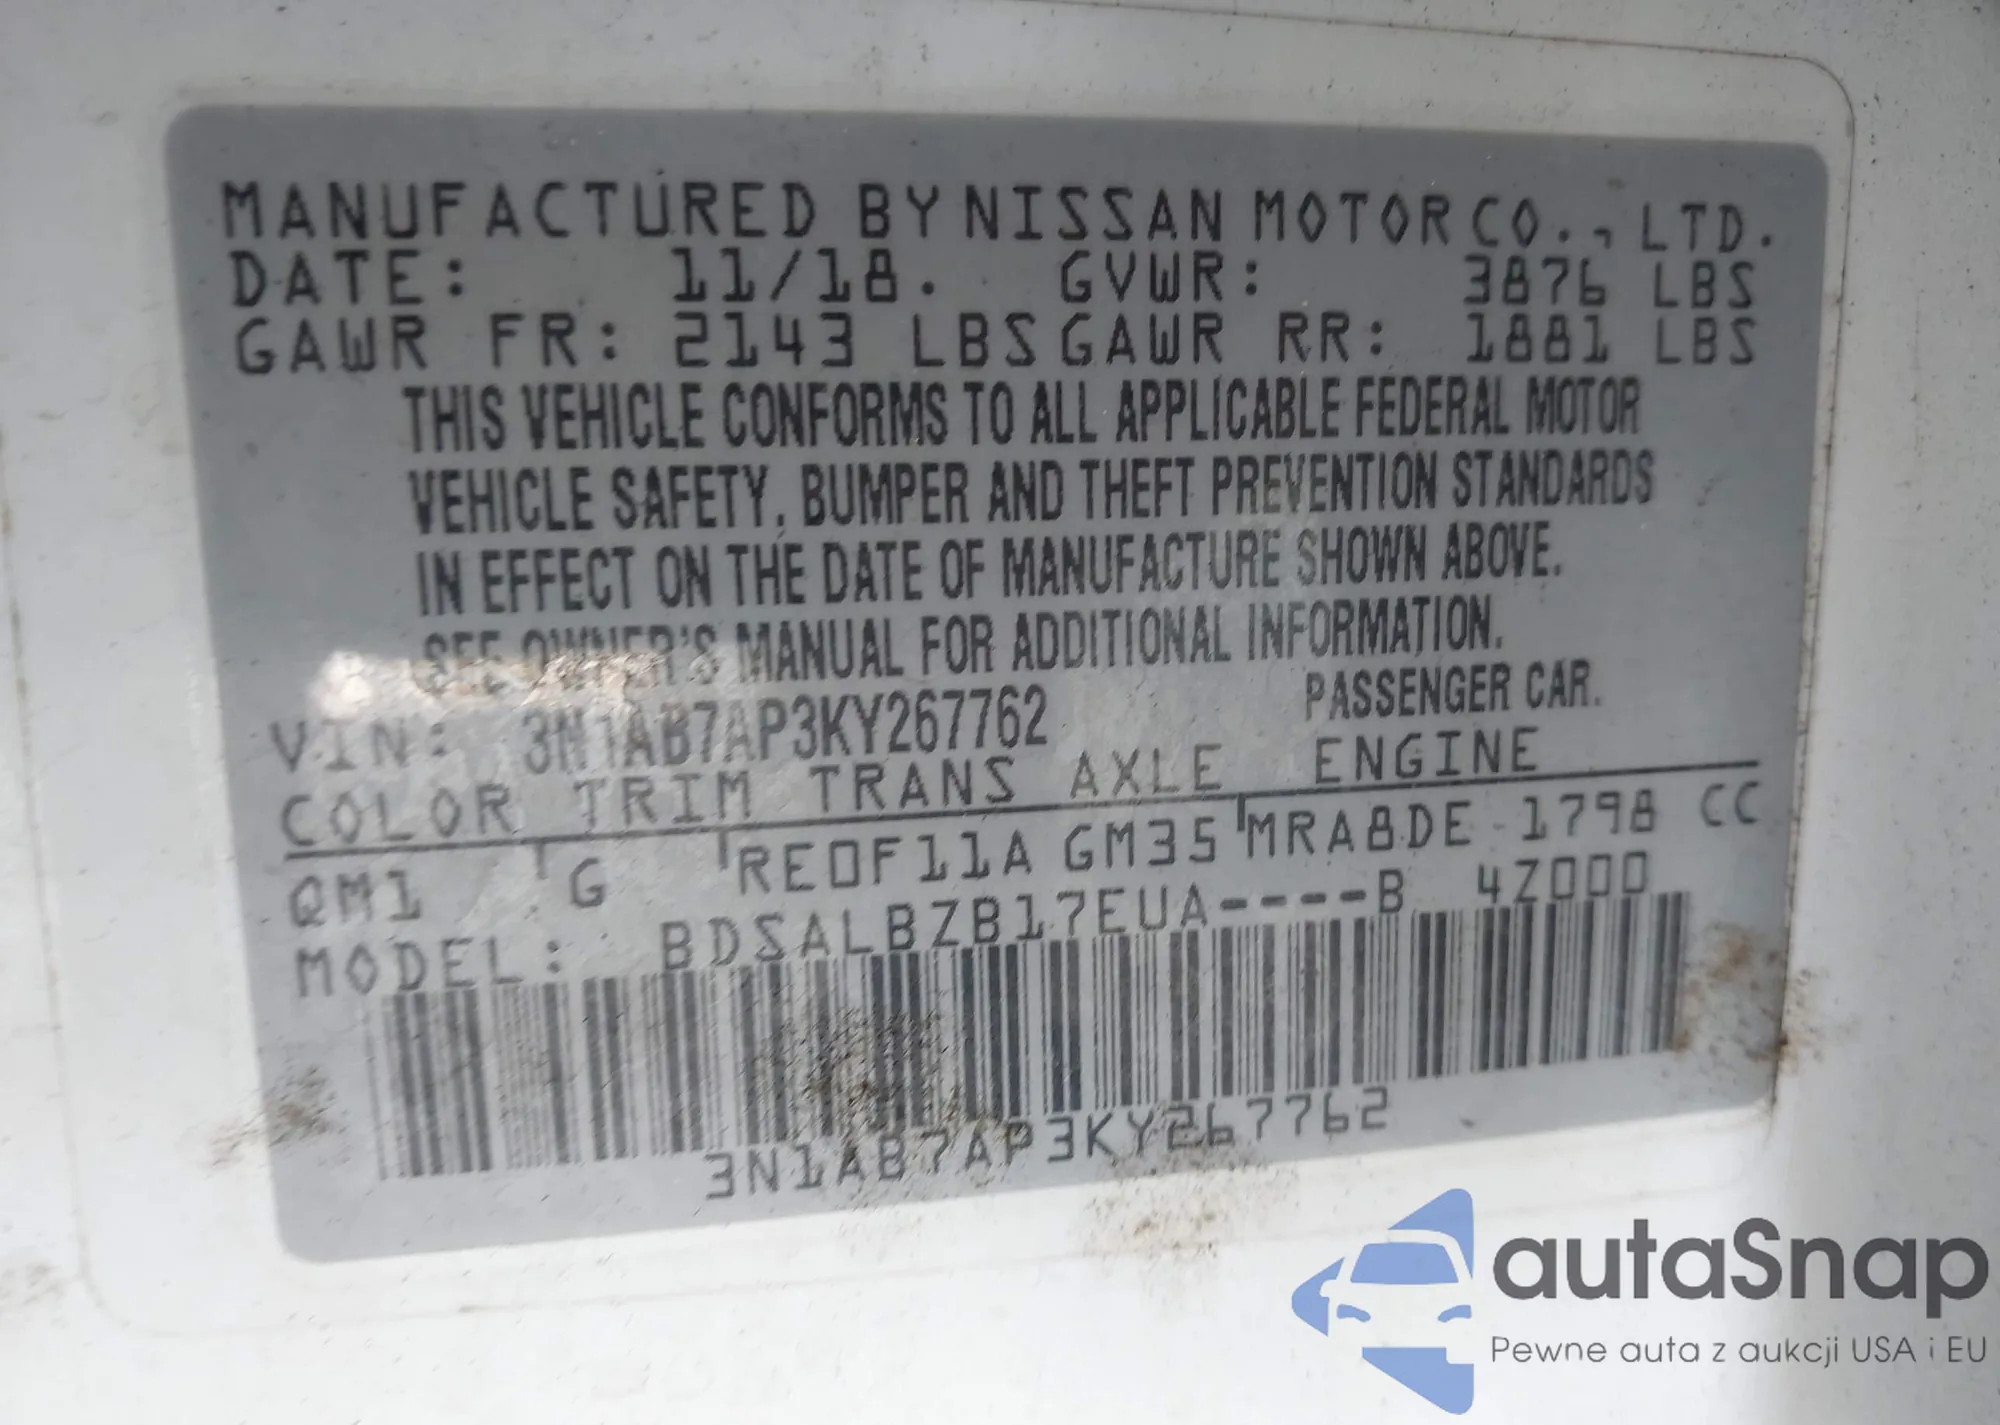 MANUFACTURED BY NISSAN MOTOR CO., LTD.
DATE: 11/18. GVWR: 3876 LBS
GAWR FR: 2143 LBS GAWR RR: 1881 LBS
THIS VEHICLE CONFORMS TO ALL APPLICABLE FEDERAL MOTOR
VEHICLE SAFETY, BUMPER AND THEFT PREVENTION STANDARDS
IN EFFECT ON THE DATE OF MANUFACTURE SHOWN ABOVE.
SEE OWNER'S MANUAL FOR ADDITIONAL INFORMATION.
VIN: 3N1AB7AP3KY267762 PASSENGER CAR.
COLOR TRIM TRANS AXLE ENGINE
QM1 G RE0F11A GM35 MRA8DE 1798 CC
MODEL: BDSALBZB17EUA----B 4Z000
3N1AB7AP3KY267762
autaSnap
Pewne auta z aukcji USA i EU